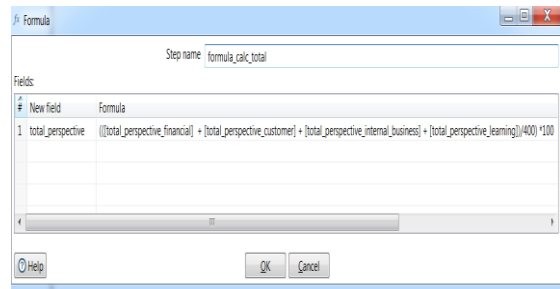 fx Formula
Step name formula_calc_total
Fields:
# New field Formula
1 total_perspective (([total_perspective_financial] + [total_perspective_customer] + [total_perspective_internal_business] + [total_perspective_learning])/400) *100
Help OK Cancel